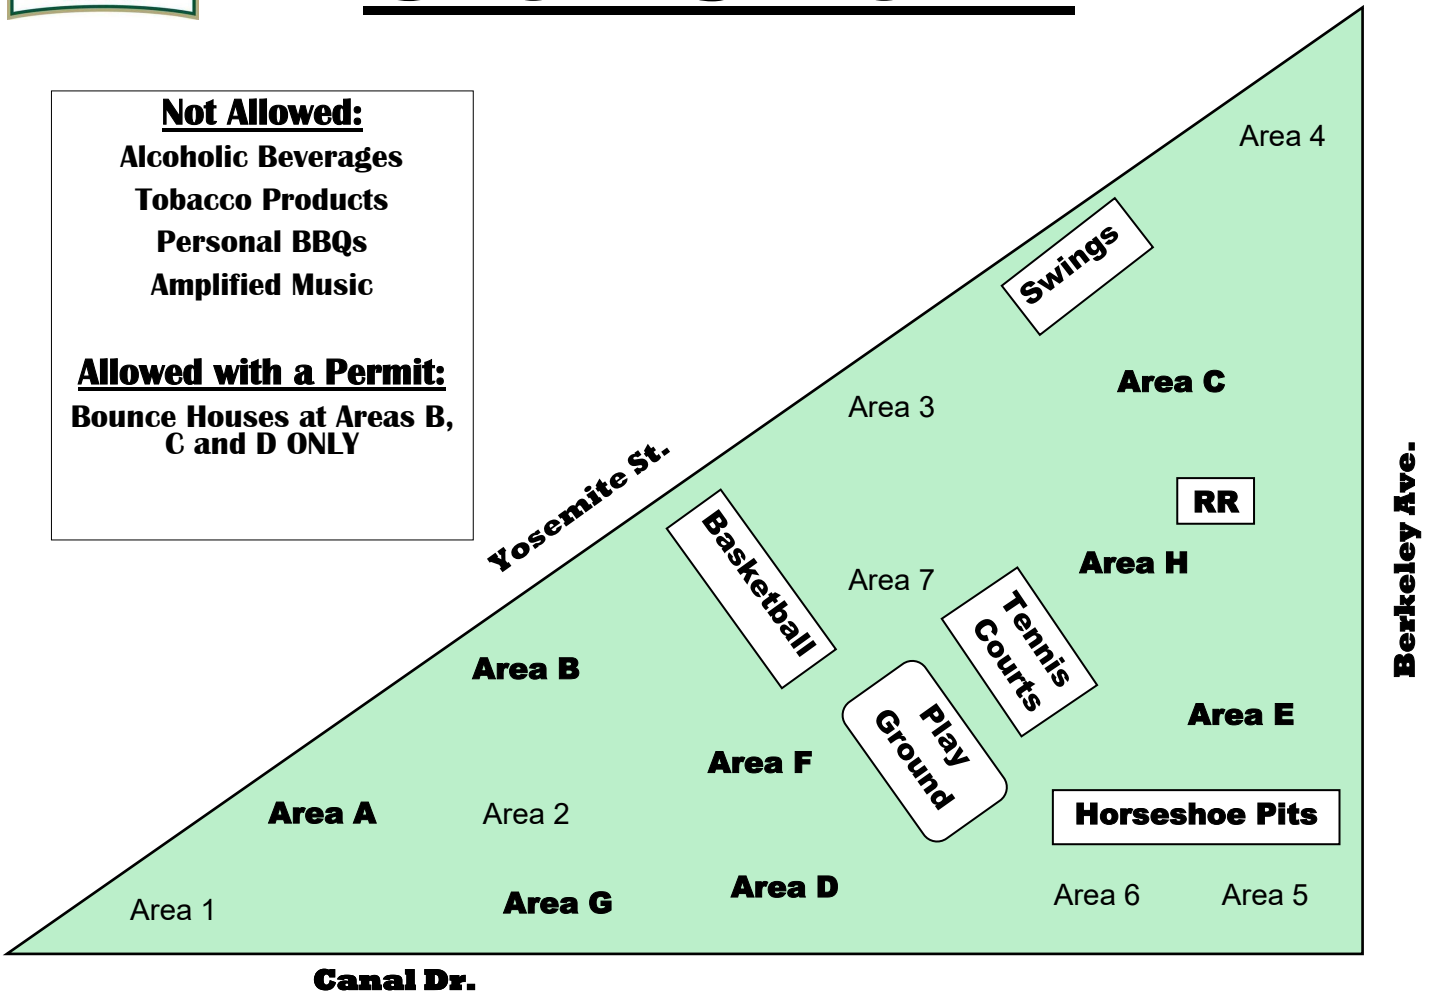 Not Allowed:
Alcoholic Beverages
Tobacco Products
Personal BBQs
Amplified Music
Allowed with a Permit:
Bounce Houses at Areas B,
C and D ONLY
Area 4
Swings
Area C
Area 3
Yosemite St.
Berkeley Ave.
RR
Basketball
Area H
Area 7
Tennis
Courts
Area B
Area E
Play
Ground
Area F
Area A
Area 2
Horseshoe Pits
Area D
Area 6
Area 5
Area G
Area 1
Canal Dr.